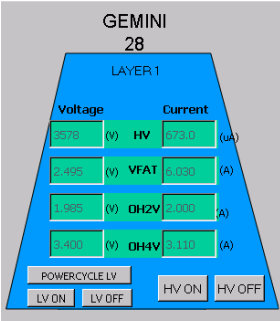 GEMINI
28
LAYER 1
Voltage Current
3578 (V) HV 673.0 (uA)
2.495 (V) VFAT 6.030 (A)
1.985 (V) OH2V 2.000 (A)
3.400 (V) OH4V 3.110 (A)
POWERCYCLE LV
LV ON LV OFF HV ON HV OFF